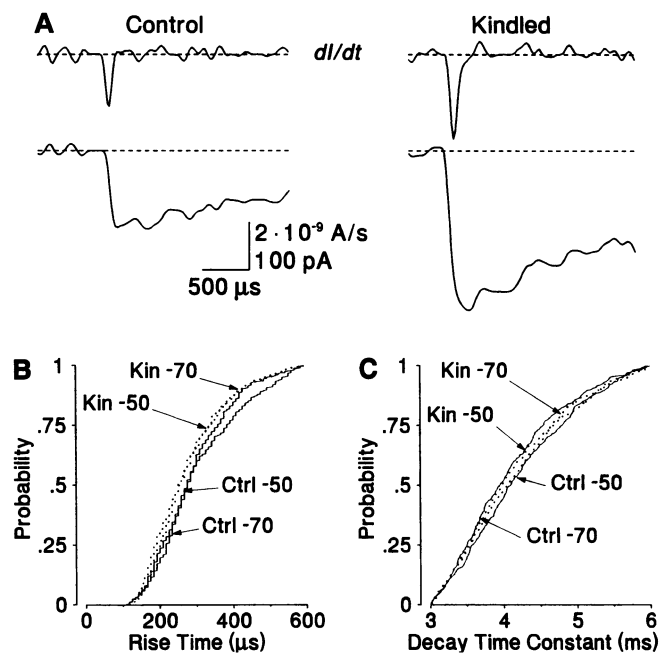 A
Control
Kindled
dI/dt
2 · 10⁻⁹ A/s
100 pA
500 µs
B
1
.75
.5
.25
0
Probability
Kin -70
Kin -50
Ctrl -50
Ctrl -70
0 200 400 600
Rise Time (µs)
C
1
.75
.5
.25
0
Probability
Kin -70
Kin -50
Ctrl -50
Ctrl -70
3 4 5 6
Decay Time Constant (ms)